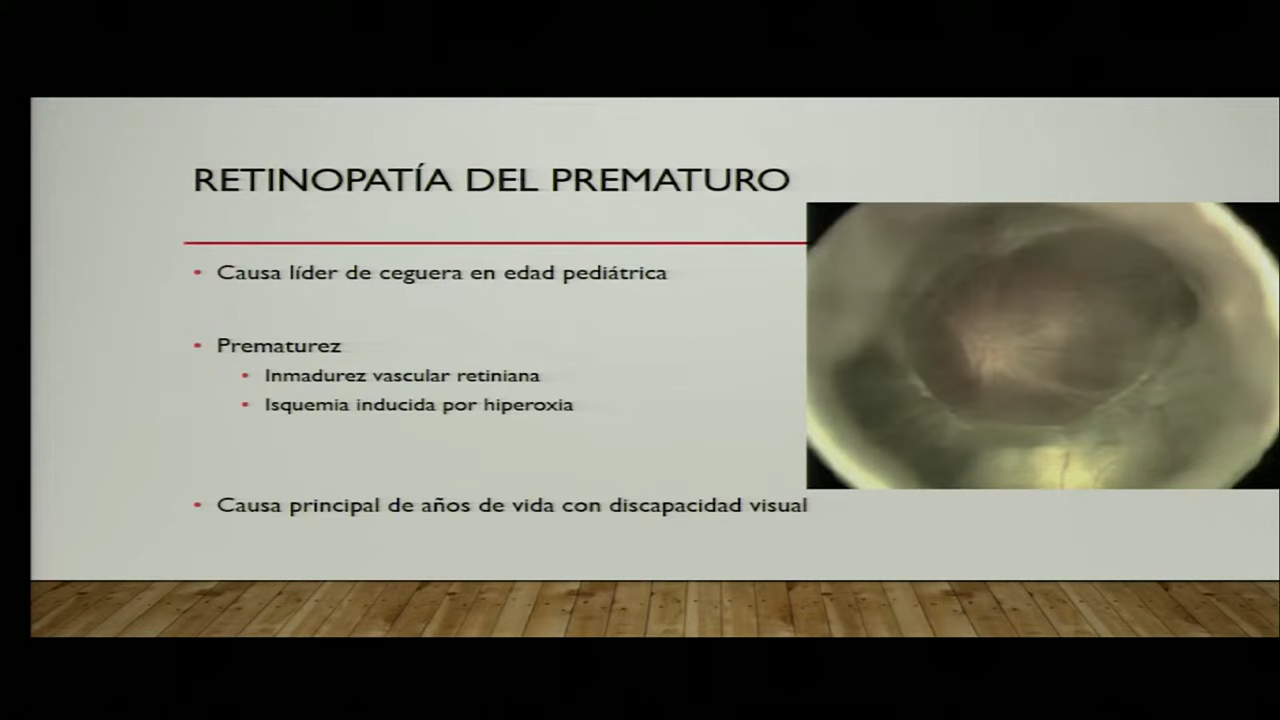 RETINOPATÍA DEL PREMATURO
• Causa líder de ceguera en edad pediátrica
• Prematurez
• Inmadurez vascular retiniana
• Isquemia inducida por hiperoxia
• Causa principal de años de vida con discapacidad visual